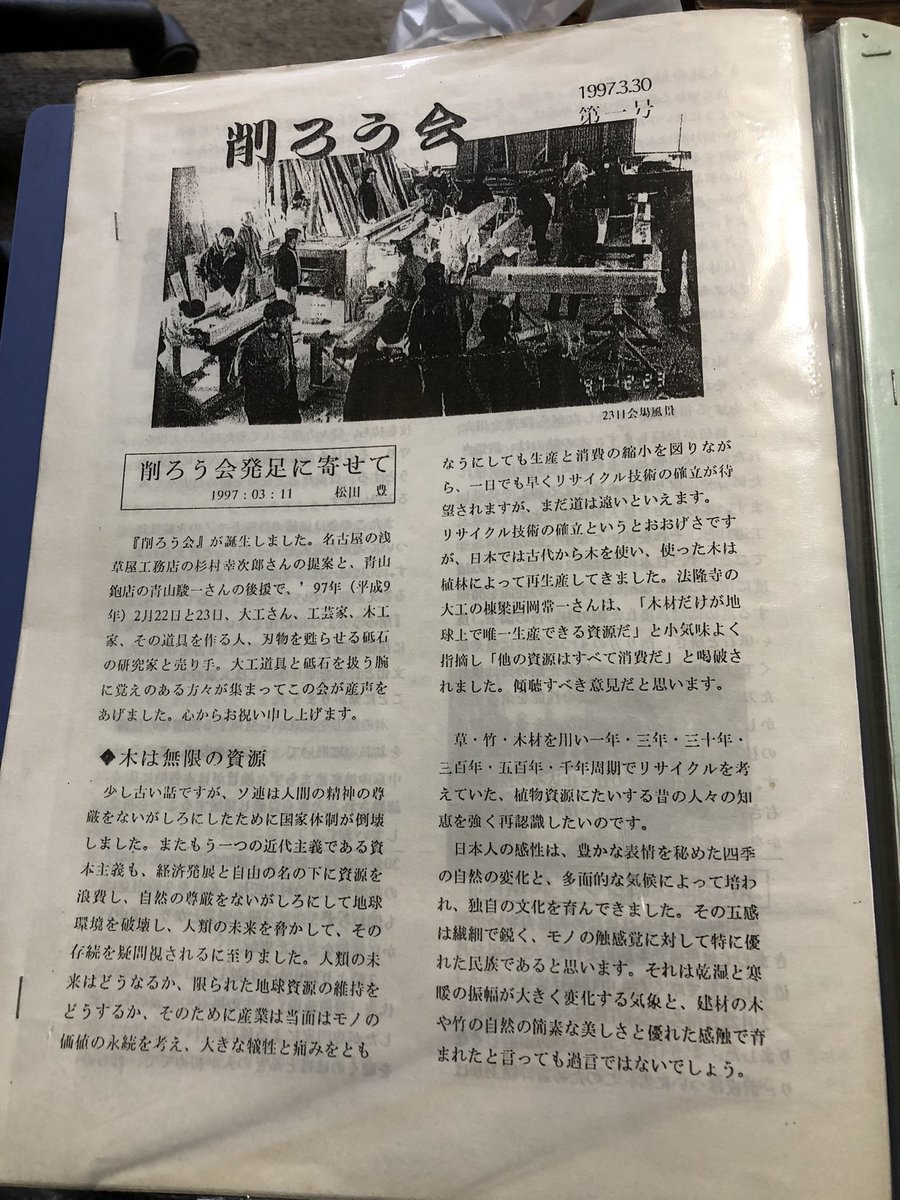 1997.3.30
第一号
削ろう会
23日会場風景
削ろう会発足に寄せて
1997:03:11 松田 豊
『削ろう会』が誕生しました。名古屋の浅
草屋工務店の杉村幸次郎さんの提案と、青山
鉋店の青山駿一さんの後援で、’97年（平成9
年）2月22日と23日、大工さん、工芸家、木工
家、その道具を作る人、刃物を甦らせる砥石
の研究家と売り手。大工道具と砥石を扱う腕
に覚えのある方々が集まってこの会が産声を
あげました。心からお祝い申し上げます。
◆木は無限の資源
少し古い話ですが、ソ連は人間の精神の尊
厳をないがしろにしたために国家体制が倒壊
しました。またもう一つの近代主義である資
本主義も、経済発展と自由の名の下に資源を
浪費し、自然の尊厳をないがしろにして地球
環境を破壊し、人類の未来を脅かして、その
存続を疑問視されるに至りました。人類の未
来はどうなるか、限られた地球資源の維持を
どうするか、そのために産業は当面はモノの
価値の永続を考え、大きな犠牲と痛みをとも
なうにしても生産と消費の縮小を図りなが
ら、一日でも早くリサイクル技術の確立が待
望されますが、まだ道は遠いといえます。
リサイクル技術の確立というとおおげさです
が、日本では古代から木を使い、使った木は
植林によって再生産してきました。法隆寺の
大工の棟梁西岡常一さんは、「木材だけが地
球上で唯一生産できる資源だ」と小気味よく
指摘し「他の資源はすべて消費だ」と喝破さ
れました。傾聴すべき意見だと思います。
草・竹・木材を用い一年・三年・三十年・
三百年・五百年・千年周期でリサイクルを考
えていた、植物資源にたいする昔の人々の知
恵を強く再認識したいのです。
日本人の感性は、豊かな表情を秘めた四季
の自然の変化と、多面的な気候によって培わ
れ、独自の文化を育んできました。その五感
は繊細で鋭く、モノの触感覚に対して特に優
れた民族であると思います。それは乾湿と寒
暖の振幅が大きく変化する気象と、建材の木
や竹の自然の簡素な美しさと優れた感触で育
まれたと言っても過言ではないでしょう。